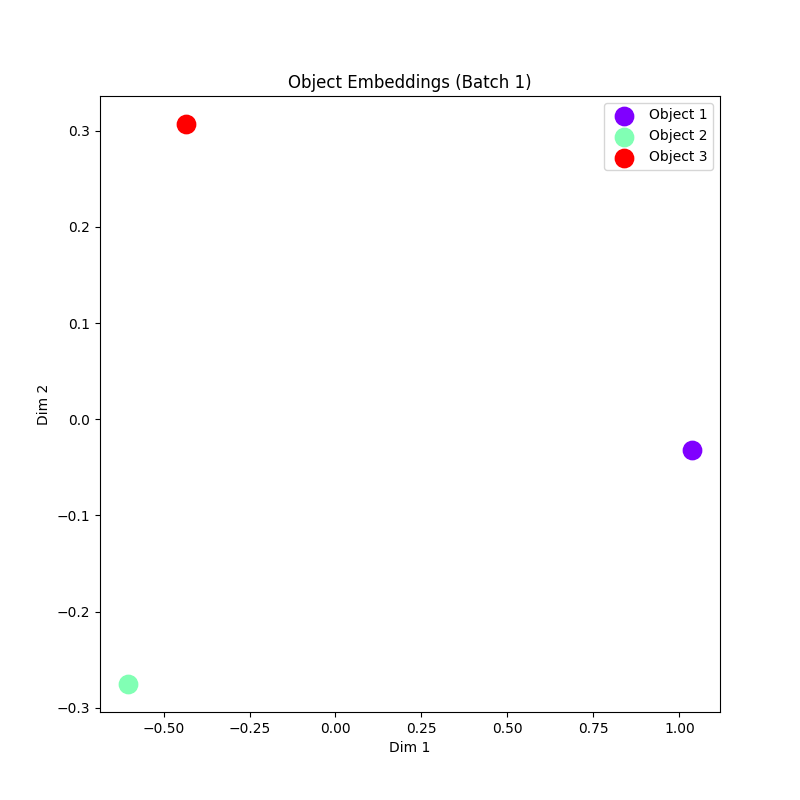 Object Embeddings (Batch 1)
Object 1
Object 2
Object 3
0.3
0.2
0.1
0.0
−0.1
−0.2
−0.3
Dim 2
−0.50 −0.25 0.00 0.25 0.50 0.75 1.00
Dim 1